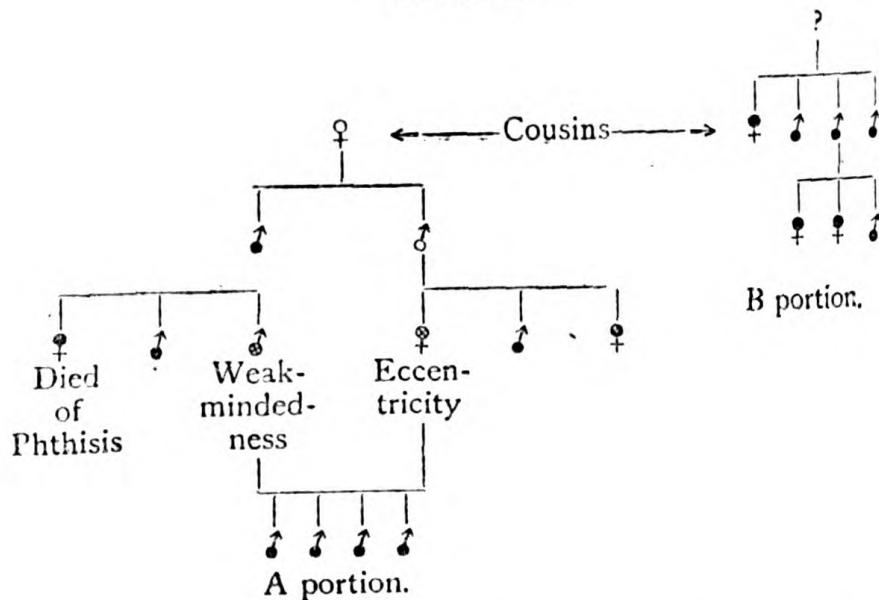 ?
Cousins
B portion.
Died
of
Phthisis
Weak-
minded-
ness
Eccen-
tricity
A portion.